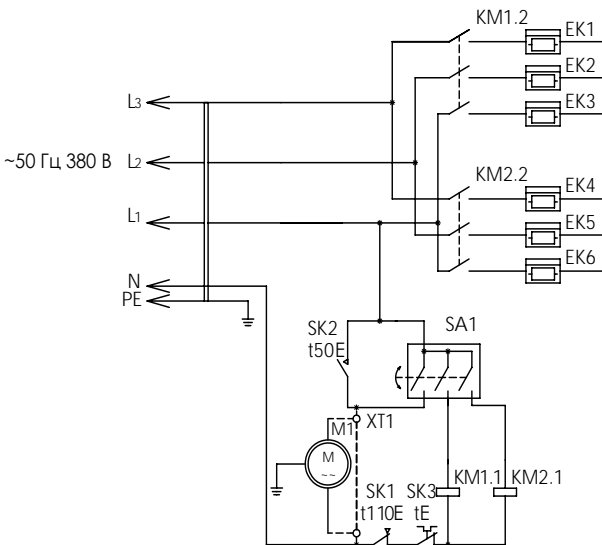 KM1.2
EK1
EK2
EK3
L3
~50 Гц 380 В L2
KM2.2
EK4
L1
EK5
EK6
N
PE
SK2
t50E
SA1
XT1
M1
M
~~
KM1.1
KM2.1
SK1
t110E
SK3
tE